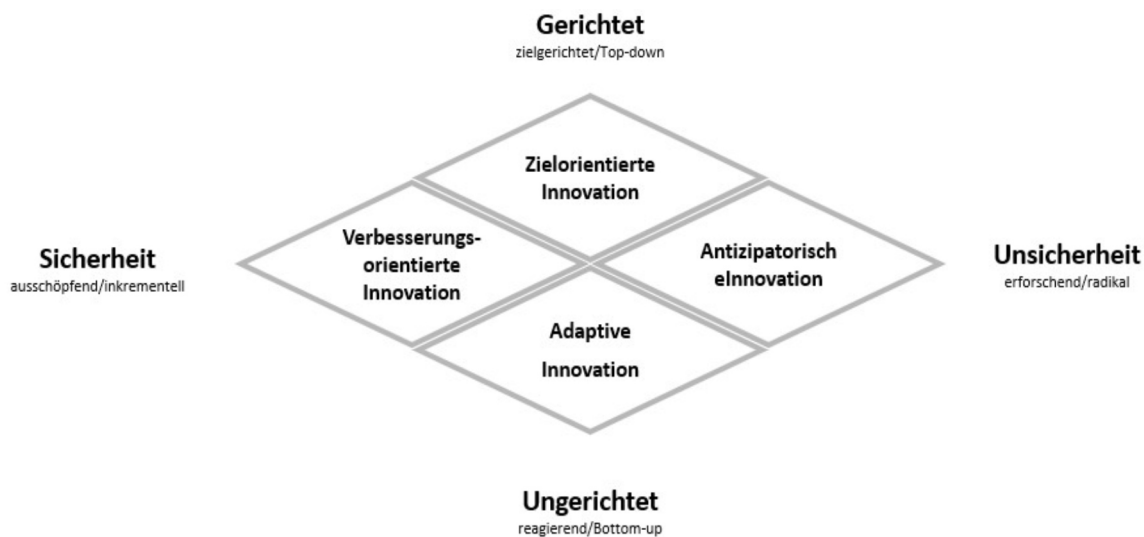 Gerichtet
zielgerichtet/Top-down
Zielorientierte
Innovation
Sicherheit
ausschöpfend/inkrementell
Verbesserungs-
orientierte
Innovation
Antizipatorisch
eInnovation
Unsicherheit
erforschend/radikal
Adaptive
Innovation
Ungerichtet
reagierend/Bottom-up